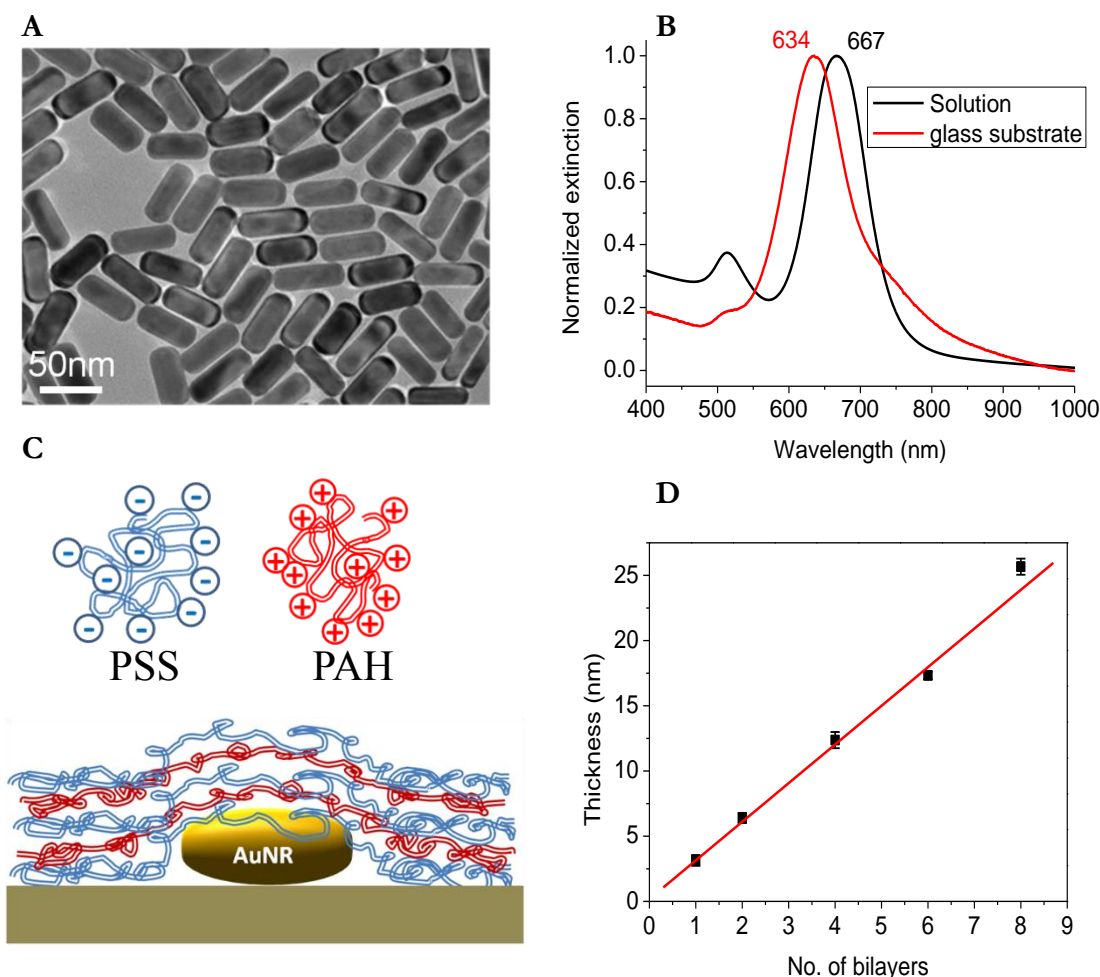 A
50nm
B
634 667
Solution
glass substrate
Normalized extinction
1.0
0.8
0.6
0.4
0.2
0.0
400 500 600 700 800 900 1000
Wavelength (nm)
C
PSS PAH
AuNR
D
Thickness (nm)
25
20
15
10
5
0
0 1 2 3 4 5 6 7 8 9
No. of bilayers